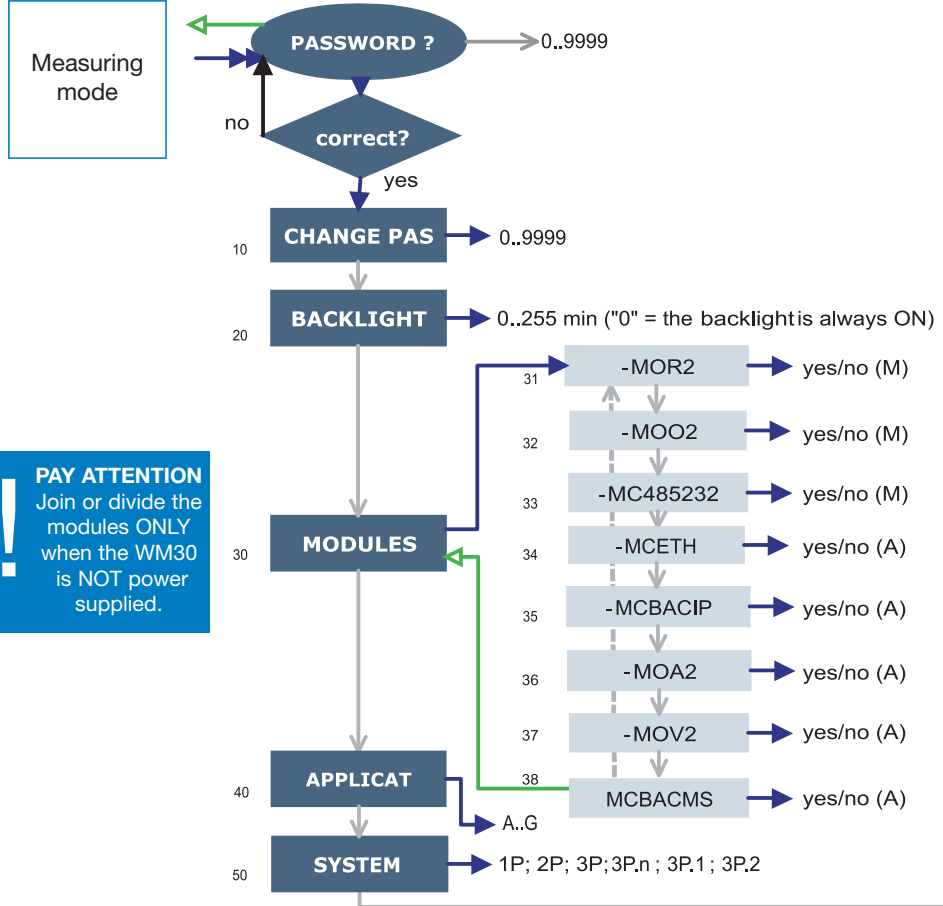 PASSWORD ?
0..9999
Measuring
mode
no
correct?
yes
10
CHANGE PAS
0..9999
20
BACKLIGHT
0..255 min ("0" = the backlight is always ON)
31
-MOR2
yes/no (M)
32
-MOO2
yes/no (M)
33
-MC485232
yes/no (M)
!
PAY ATTENTION
Join or divide the
modules ONLY
when the WM30
is NOT power
supplied.
30
MODULES
34
-MCETH
yes/no (A)
35
-MCBACIP
yes/no (A)
36
-MOA2
yes/no (A)
37
-MOV2
yes/no (A)
38
MCBACMS
yes/no (A)
40
APPLICAT
A..G
50
SYSTEM
1P; 2P; 3P; 3P.n ; 3P.1 ; 3P.2